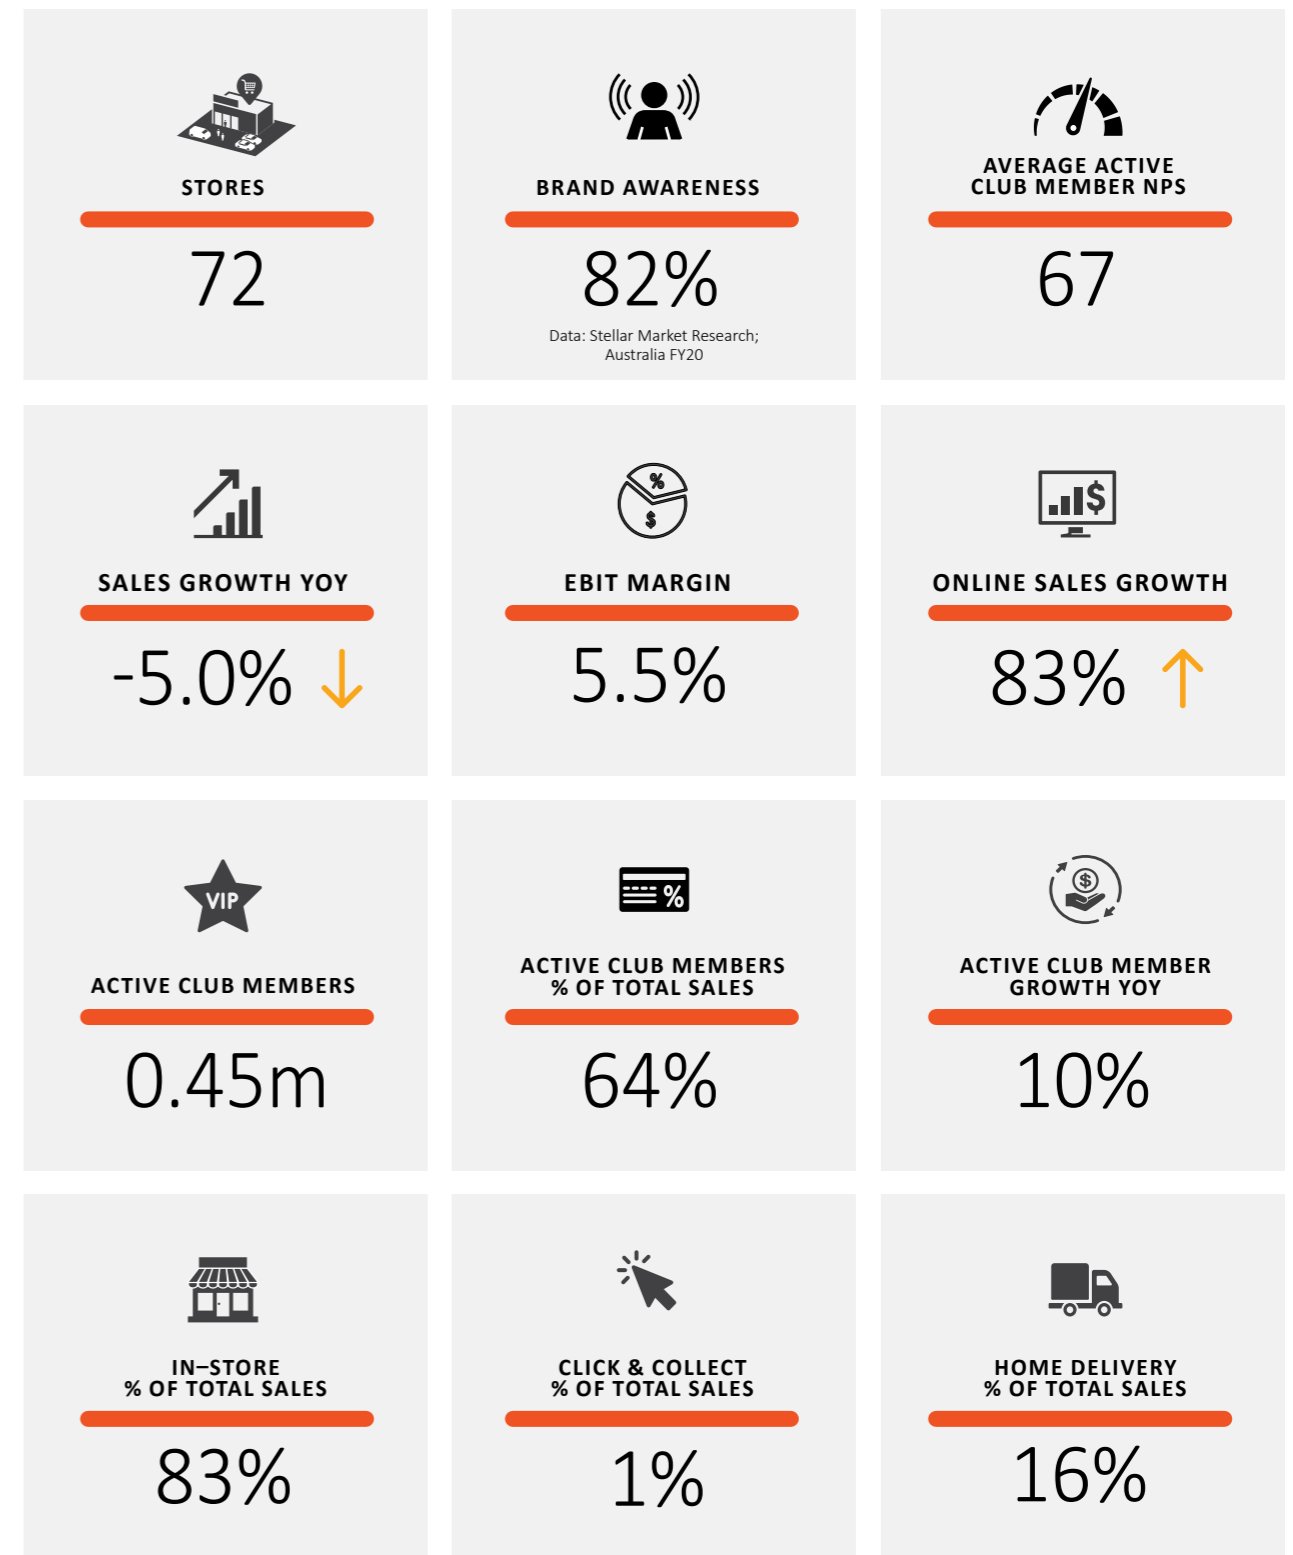 STORES
72
BRAND AWARENESS
82%
Data: Stellar Market Research;
Australia FY20
AVERAGE ACTIVE
CLUB MEMBER NPS
67
SALES GROWTH YOY
-5.0%
EBIT MARGIN
%
$
5.5%
$
ONLINE SALES GROWTH
83%
VIP
ACTIVE CLUB MEMBERS
0.45m
%
ACTIVE CLUB MEMBERS
% OF TOTAL SALES
64%
$
ACTIVE CLUB MEMBER
GROWTH YOY
10%
IN–STORE
% OF TOTAL SALES
83%
CLICK & COLLECT
% OF TOTAL SALES
1%
HOME DELIVERY
% OF TOTAL SALES
16%